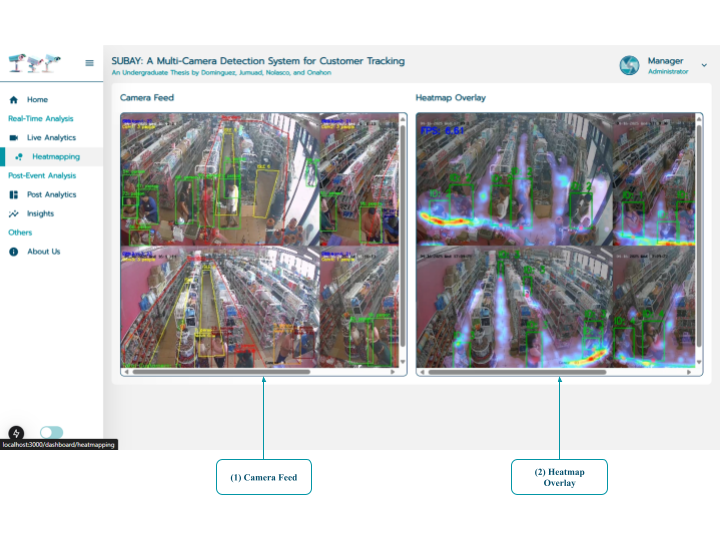 SUBAY: A Multi-Camera Detection System for Customer Tracking
An Undergraduate Thesis by Dominguez, Jumuad, Nolasco, and Onahon
Manager
Administrator
Home
Real-Time Analysis
Live Analytics
Heatmapping
Post-Event Analysis
Post Analytics
Insights
Others
About Us
localhost:3000/dashboard/heatmapping
Camera Feed
Heatmap Overlay
FPS: 6.61
(1) Camera Feed
(2) Heatmap
Overlay